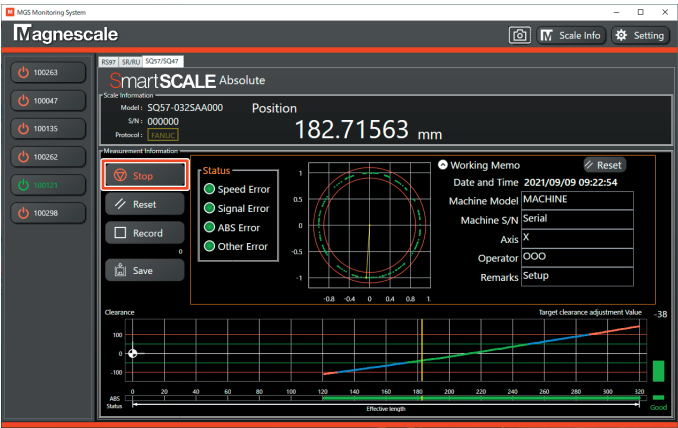 MGS Monitoring System
Magnescale
Scale Info
Setting
100263
100047
100135
100262
100121
100298
RS97 SR/RU SQ57/SQ47
SmartSCALE Absolute
Scale Information
Model : SQ57-032SAA000
S/N : 000000
Protocol : FANUC
Position
182.71563 mm
Measurement Information
Stop
Reset
Record
0
Save
Status
Speed Error
Signal Error
ABS Error
Other Error
1
0.5
0
-0.5
-1
-0.8 -0.4 0 0.4 0.8 1.
Working Memo
Reset
Date and Time 2021/09/09 09:22:54
Machine Model MACHINE
Machine S/N Serial
Axis X
Operator OOO
Remarks Setup
Clearance
Target clearance adjustment Value -38
100
0
-100
0 20 40 60 80 100 120 140 160 180 200 220 240 260 280 300 320
ABS
Status
Effective length
Good